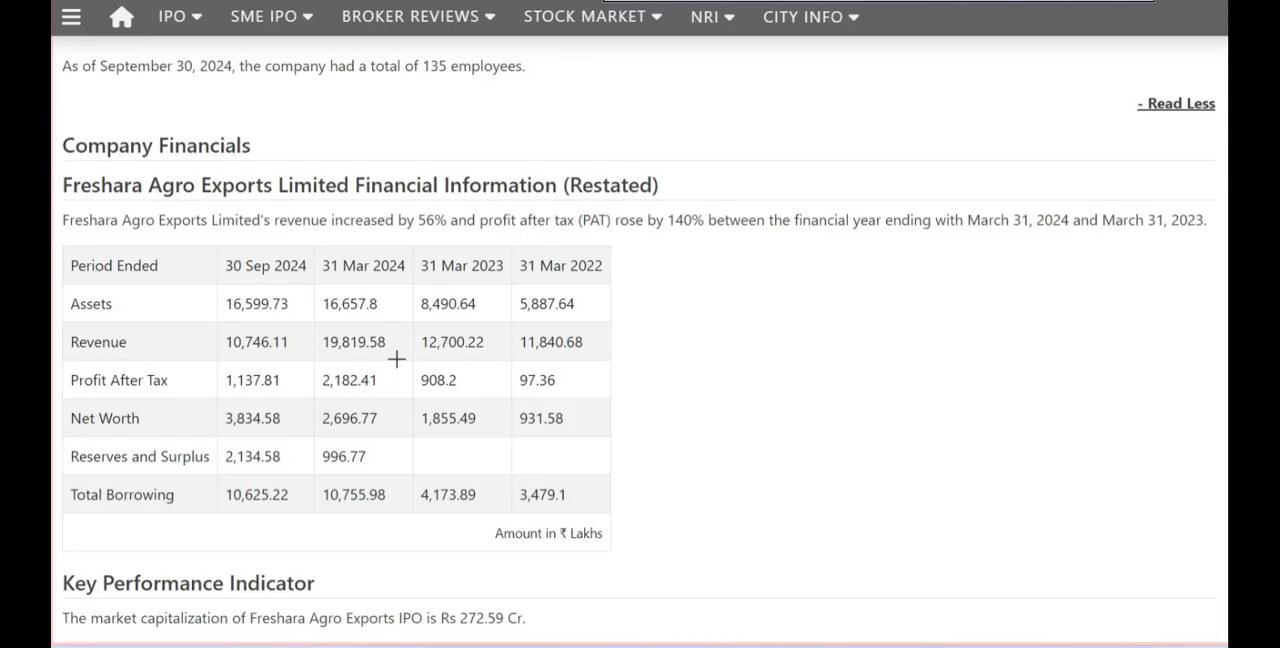 IPO SME IPO BROKER REVIEWS STOCK MARKET NRI CITY INFO
As of September 30, 2024, the company had a total of 135 employees.
- Read Less
Company Financials
Freshara Agro Exports Limited Financial Information (Restated)
Freshara Agro Exports Limited's revenue increased by 56% and profit after tax (PAT) rose by 140% between the financial year ending with March 31, 2024 and March 31, 2023.
Period Ended 30 Sep 2024 31 Mar 2024 31 Mar 2023 31 Mar 2022
Assets 16,599.73 16,657.8 8,490.64 5,887.64
Revenue 10,746.11 19,819.58 12,700.22 11,840.68
Profit After Tax 1,137.81 2,182.41 908.2 97.36
Net Worth 3,834.58 2,696.77 1,855.49 931.58
Reserves and Surplus 2,134.58 996.77
Total Borrowing 10,625.22 10,755.98 4,173.89 3,479.1
Amount in ₹ Lakhs
Key Performance Indicator
The market capitalization of Freshara Agro Exports IPO is Rs 272.59 Cr.